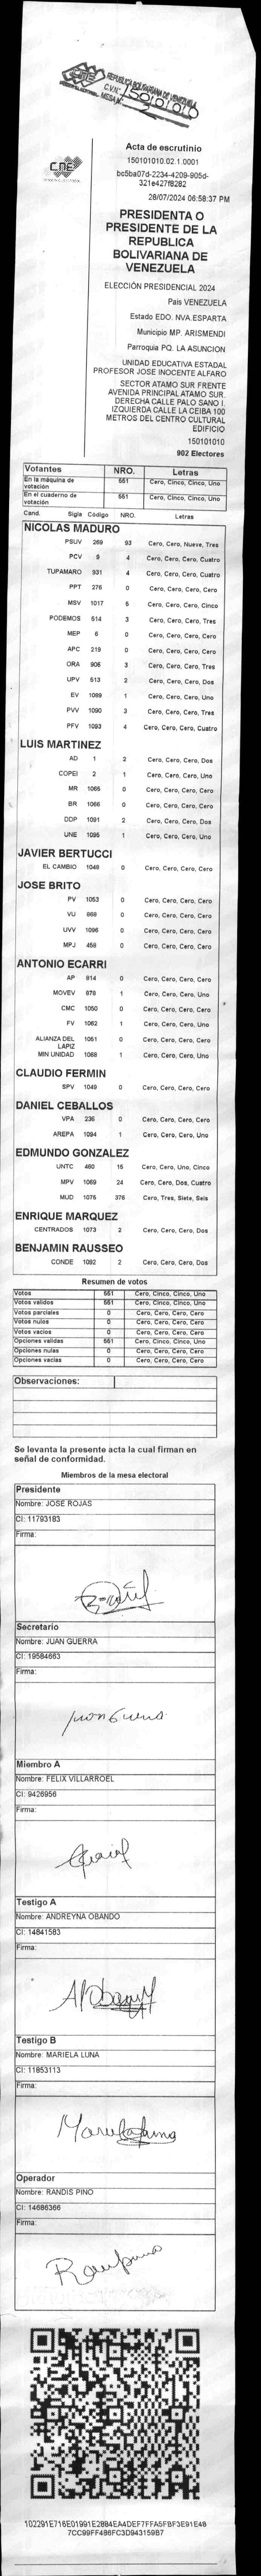 CNE
REPÚBLICA BOLIVARIANA DE VENEZUELA
C.V.N°: 150101010
MESA N°:
CNE
Acta de escrutinio
150101010.02.1.0001
bc5ba07d-2234-4209-905d-
321e427f8282
28/07/2024 06:58:37 PM
PRESIDENTA O
PRESIDENTE DE LA
REPUBLICA
BOLIVARIANA DE
VENEZUELA
ELECCIÓN PRESIDENCIAL 2024
País VENEZUELA
Estado EDO. NVA.ESPARTA
Municipio MP. ARISMENDI
Parroquia PQ. LA ASUNCION
UNIDAD EDUCATIVA ESTADAL
PROFESOR JOSE INOCENTE ALFARO
SECTOR ATAMO SUR FRENTE
AVENIDA PRINCIPAL ATAMO SUR.
DERECHA CALLE PALO SANO I.
IZQUIERDA CALLE LA CEIBA 100
METROS DEL CENTRO CULTURAL
EDIFICIO
150101010
902 Electores
Votantes NRO. Letras
En la máquina de votación 551 Cero, Cinco, Cinco, Uno
En el cuaderno de votación 551 Cero, Cinco, Cinco, Uno
Cand. Sigla Código NRO. Letras
NICOLAS MADURO
PSUV 269 93 Cero, Cero, Nueve, Tres
PCV 5 4 Cero, Cero, Cero, Cuatro
TUPAMARO 931 4 Cero, Cero, Cero, Cuatro
PPT 276 0 Cero, Cero, Cero, Cero
MSV 1017 5 Cero, Cero, Cero, Cinco
PODEMOS 514 3 Cero, Cero, Cero, Tres
MEP 6 0 Cero, Cero, Cero, Cero
APC 219 0 Cero, Cero, Cero, Cero
ORA 906 3 Cero, Cero, Cero, Tres
UPV 513 2 Cero, Cero, Cero, Dos
EV 1089 1 Cero, Cero, Cero, Uno
PVV 1090 3 Cero, Cero, Cero, Tres
PFV 1093 4 Cero, Cero, Cero, Cuatro
LUIS MARTINEZ
AD 1 2 Cero, Cero, Cero, Dos
COPEI 2 1 Cero, Cero, Cero, Uno
MR 1065 0 Cero, Cero, Cero, Cero
BR 1066 0 Cero, Cero, Cero, Cero
DDP 1091 2 Cero, Cero, Cero, Dos
UNE 1095 1 Cero, Cero, Cero, Uno
JAVIER BERTUCCI
EL CAMBIO 1048 0 Cero, Cero, Cero, Cero
JOSE BRITO
PV 1053 0 Cero, Cero, Cero, Cero
VU 868 0 Cero, Cero, Cero, Cero
UVV 1096 0 Cero, Cero, Cero, Cero
MPJ 458 0 Cero, Cero, Cero, Cero
ANTONIO ECARRI
AP 814 0 Cero, Cero, Cero, Cero
MOVEV 878 1 Cero, Cero, Cero, Uno
CMC 1050 0 Cero, Cero, Cero, Cero
FV 1062 1 Cero, Cero, Cero, Uno
ALIANZA DEL LAPIZ 1061 0 Cero, Cero, Cero, Cero
MIN UNIDAD 1068 1 Cero, Cero, Cero, Uno
CLAUDIO FERMIN
SPV 1049 0 Cero, Cero, Cero, Cero
DANIEL CEBALLOS
VPA 236 0 Cero, Cero, Cero, Cero
AREPA 1094 1 Cero, Cero, Cero, Uno
EDMUNDO GONZALEZ
UNTC 460 15 Cero, Cero, Uno, Cinco
MPV 1069 24 Cero, Cero, Dos, Cuatro
MUD 1075 376 Cero, Tres, Siete, Seis
ENRIQUE MARQUEZ
CENTRADOS 1073 2 Cero, Cero, Cero, Dos
BENJAMIN RAUSSEO
CONDE 1092 2 Cero, Cero, Cero, Dos
Resumen de votos
Votos 551 Cero, Cinco, Cinco, Uno
Votos validos 551 Cero, Cinco, Cinco, Uno
Votos parciales 0 Cero, Cero, Cero, Cero
Votos nulos 0 Cero, Cero, Cero, Cero
Votos vacios 0 Cero, Cero, Cero, Cero
Opciones validas 551 Cero, Cinco, Cinco, Uno
Opciones nulas 0 Cero, Cero, Cero, Cero
Opciones vacias 0 Cero, Cero, Cero, Cero
Observaciones:
Se levanta la presente acta la cual firman en
señal de conformidad.
Miembros de la mesa electoral
Presidente
Nombre: JOSE ROJAS
CI: 11793183
Firma:
Secretario
Nombre: JUAN GUERRA
CI: 19584663
Firma:
Juan Guerra
Miembro A
Nombre: FELIX VILLARROEL
CI: 9426956
Firma:
Testigo A
Nombre: ANDREYNA OBANDO
CI: 14841583
Firma:
Testigo B
Nombre: MARIELA LUNA
CI: 11853113
Firma:
Operador
Nombre: RANDIS PINO
CI: 14686366
Firma:
102291E716E01991E2884EA4DEF7FFA5FBF3E91E48
7CC99FF486FC3D943159B7